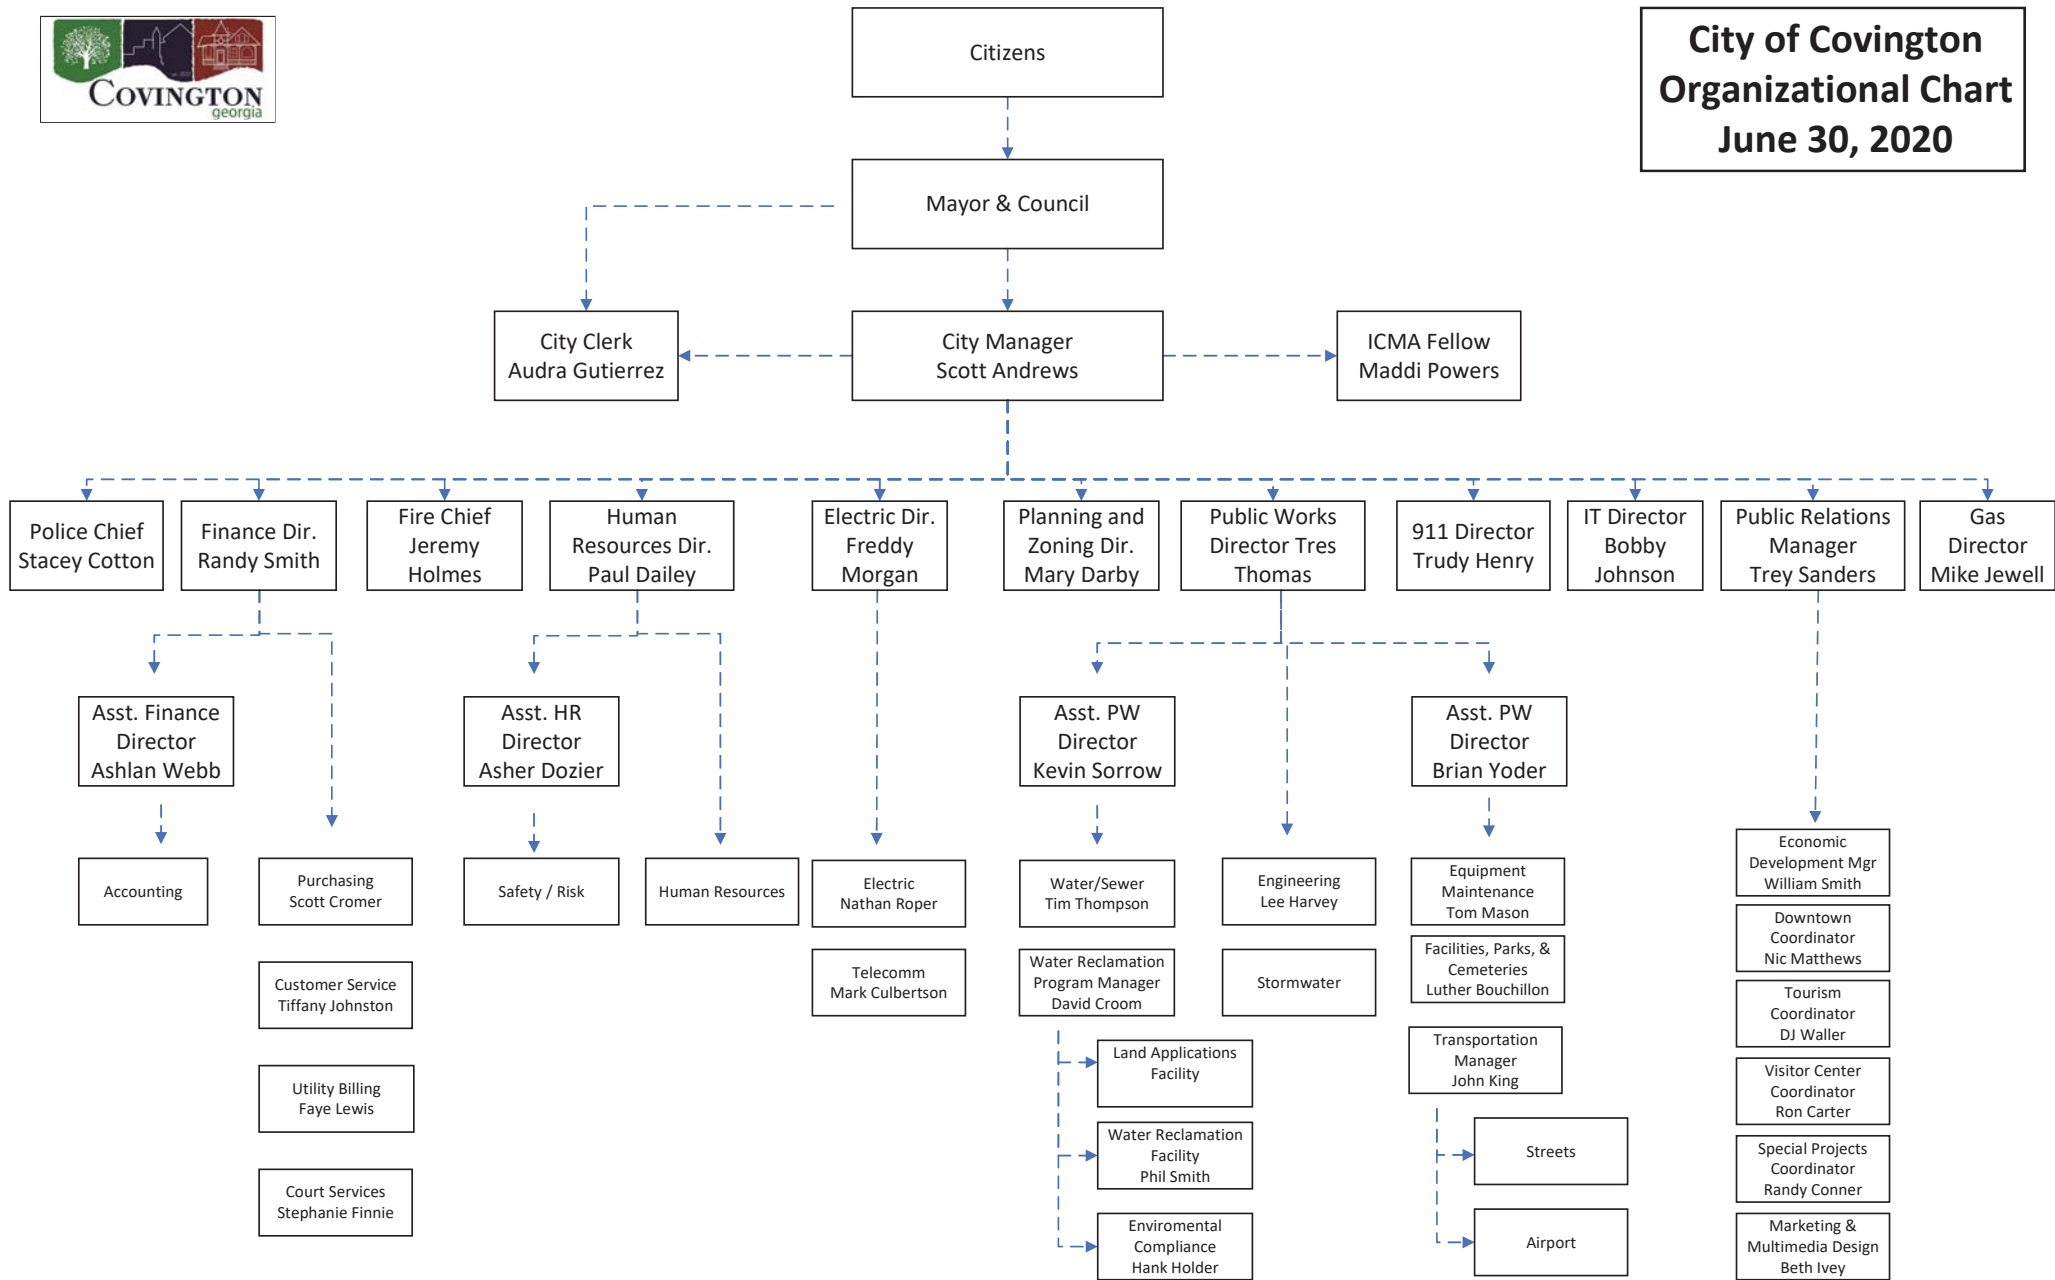 COVINGTON
georgia
City of Covington
Organizational Chart
June 30, 2020
Citizens
Mayor & Council
City Clerk
Audra Gutierrez
City Manager
Scott Andrews
ICMA Fellow
Maddi Powers
Police Chief
Stacey Cotton
Finance Dir.
Randy Smith
Fire Chief
Jeremy
Holmes
Human
Resources Dir.
Paul Dailey
Electric Dir.
Freddy
Morgan
Planning and
Zoning Dir.
Mary Darby
Public Works
Director Tres
Thomas
911 Director
Trudy Henry
IT Director
Bobby
Johnson
Public Relations
Manager
Trey Sanders
Gas
Director
Mike Jewell
Asst. Finance
Director
Ashlan Webb
Asst. HR
Director
Asher Dozier
Asst. PW
Director
Kevin Sorrow
Asst. PW
Director
Brian Yoder
Accounting
Purchasing
Scott Cromer
Customer Service
Tiffany Johnston
Utility Billing
Faye Lewis
Court Services
Stephanie Finnie
Safety / Risk
Human Resources
Electric
Nathan Roper
Telecomm
Mark Culbertson
Water/Sewer
Tim Thompson
Water Reclamation
Program Manager
David Croom
Land Applications
Facility
Water Reclamation
Facility
Phil Smith
Enviromental
Compliance
Hank Holder
Engineering
Lee Harvey
Stormwater
Equipment
Maintenance
Tom Mason
Facilities, Parks, &
Cemeteries
Luther Bouchillon
Transportation
Manager
John King
Streets
Airport
Economic
Development Mgr
William Smith
Downtown
Coordinator
Nic Matthews
Tourism
Coordinator
DJ Waller
Visitor Center
Coordinator
Ron Carter
Special Projects
Coordinator
Randy Conner
Marketing &
Multimedia Design
Beth Ivey